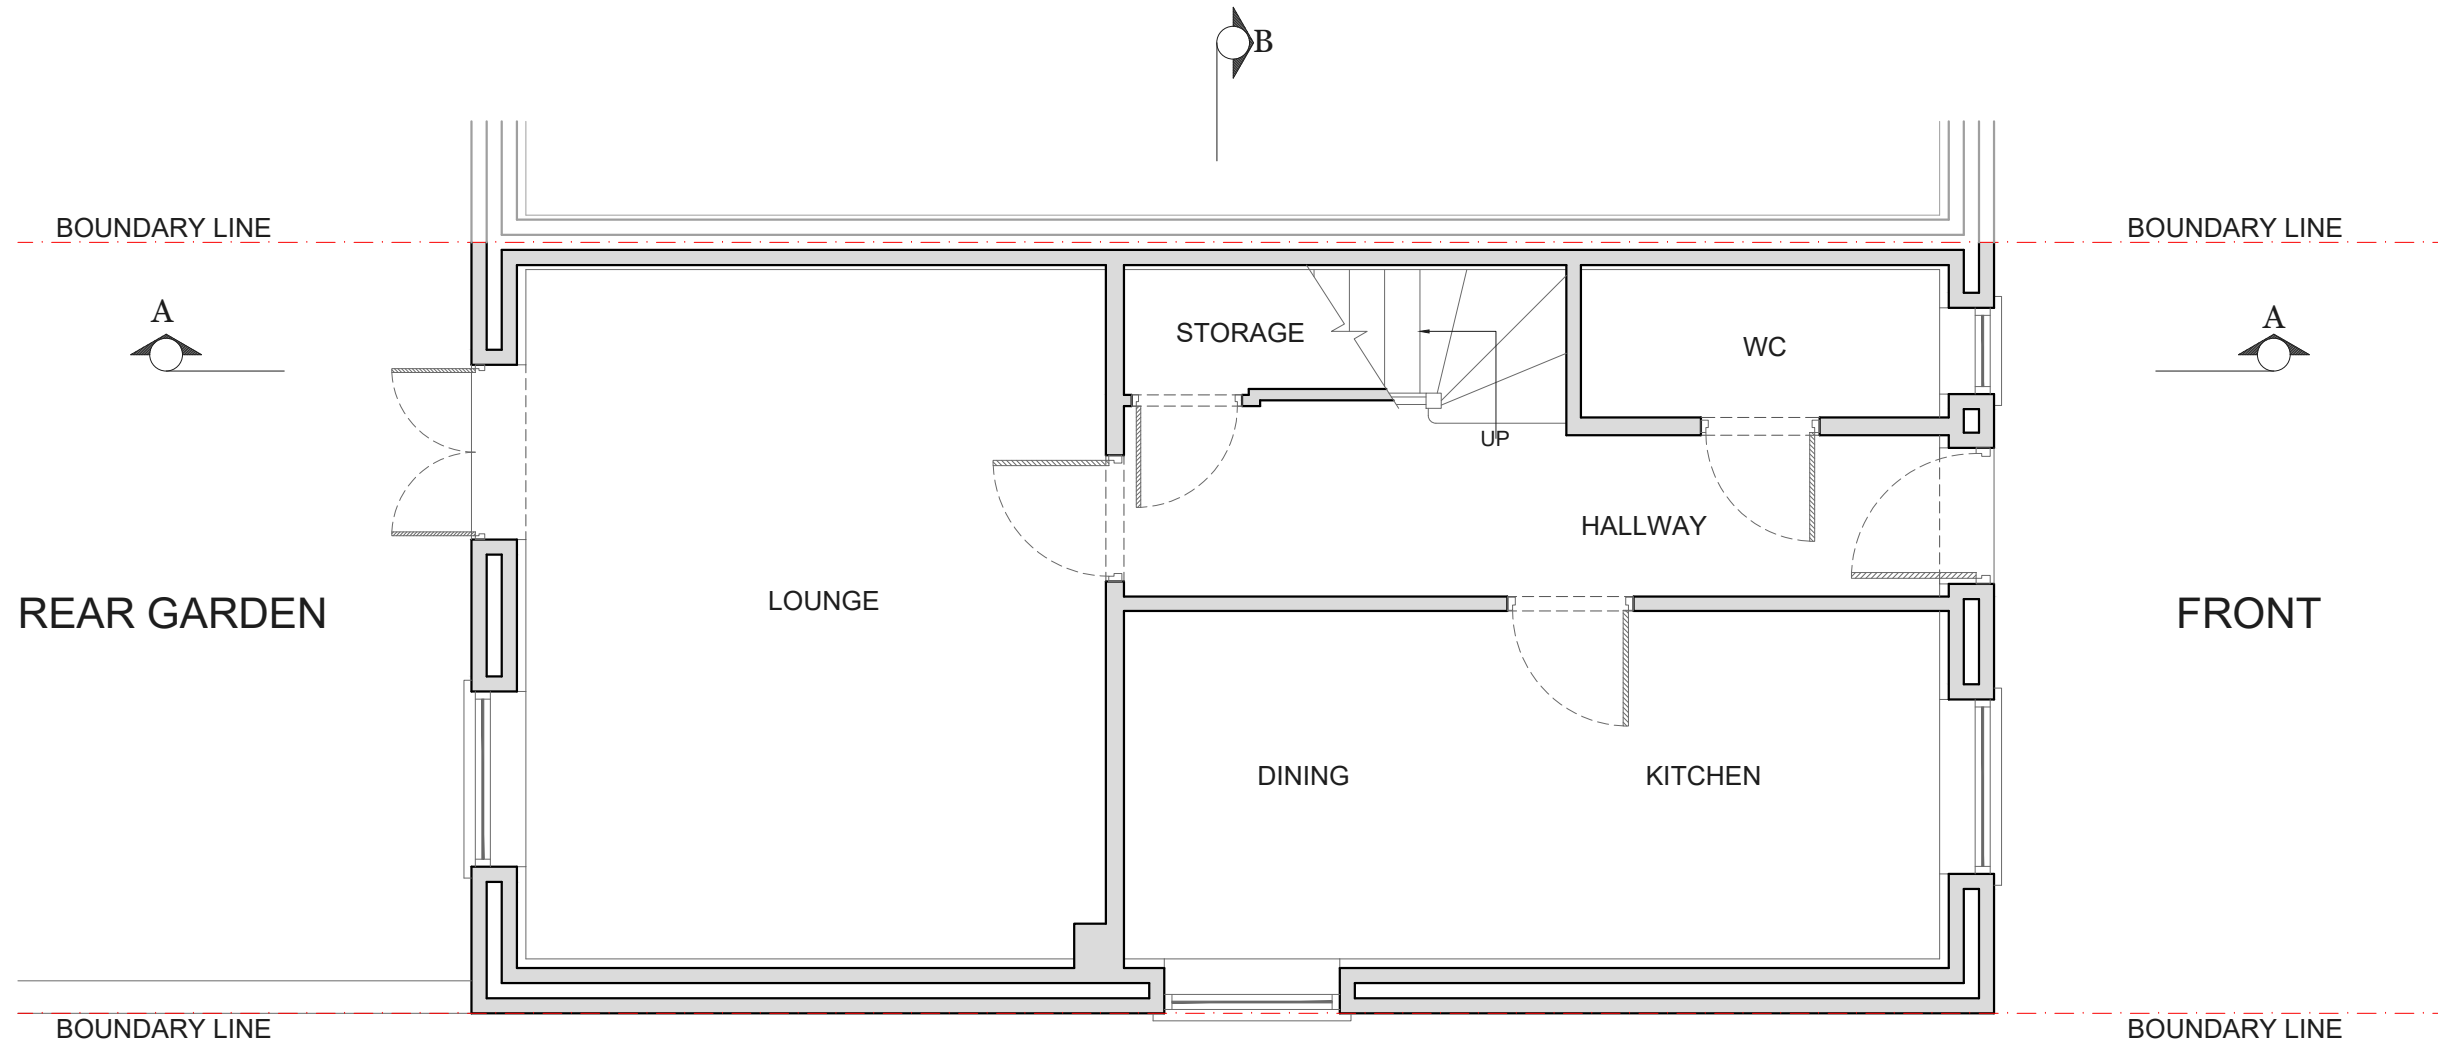 B
BOUNDARY LINE
BOUNDARY LINE
A
A
STORAGE
WC
UP
HALLWAY
LOUNGE
REAR GARDEN
FRONT
DINING
KITCHEN
BOUNDARY LINE
BOUNDARY LINE